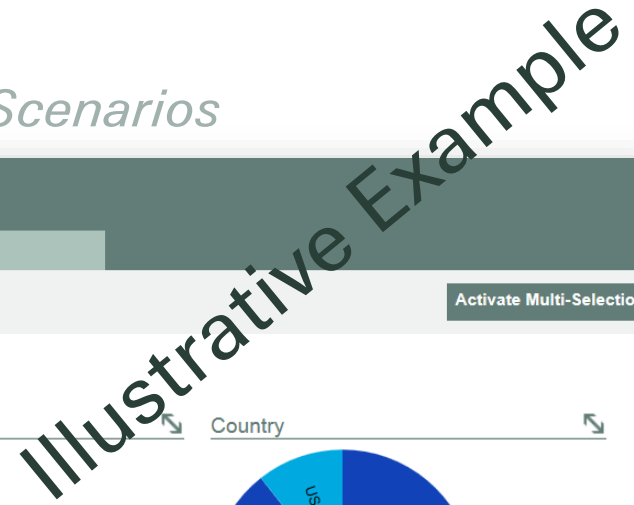 Scenarios
Illustrative Example
Activate Multi-Selectio
Country
US